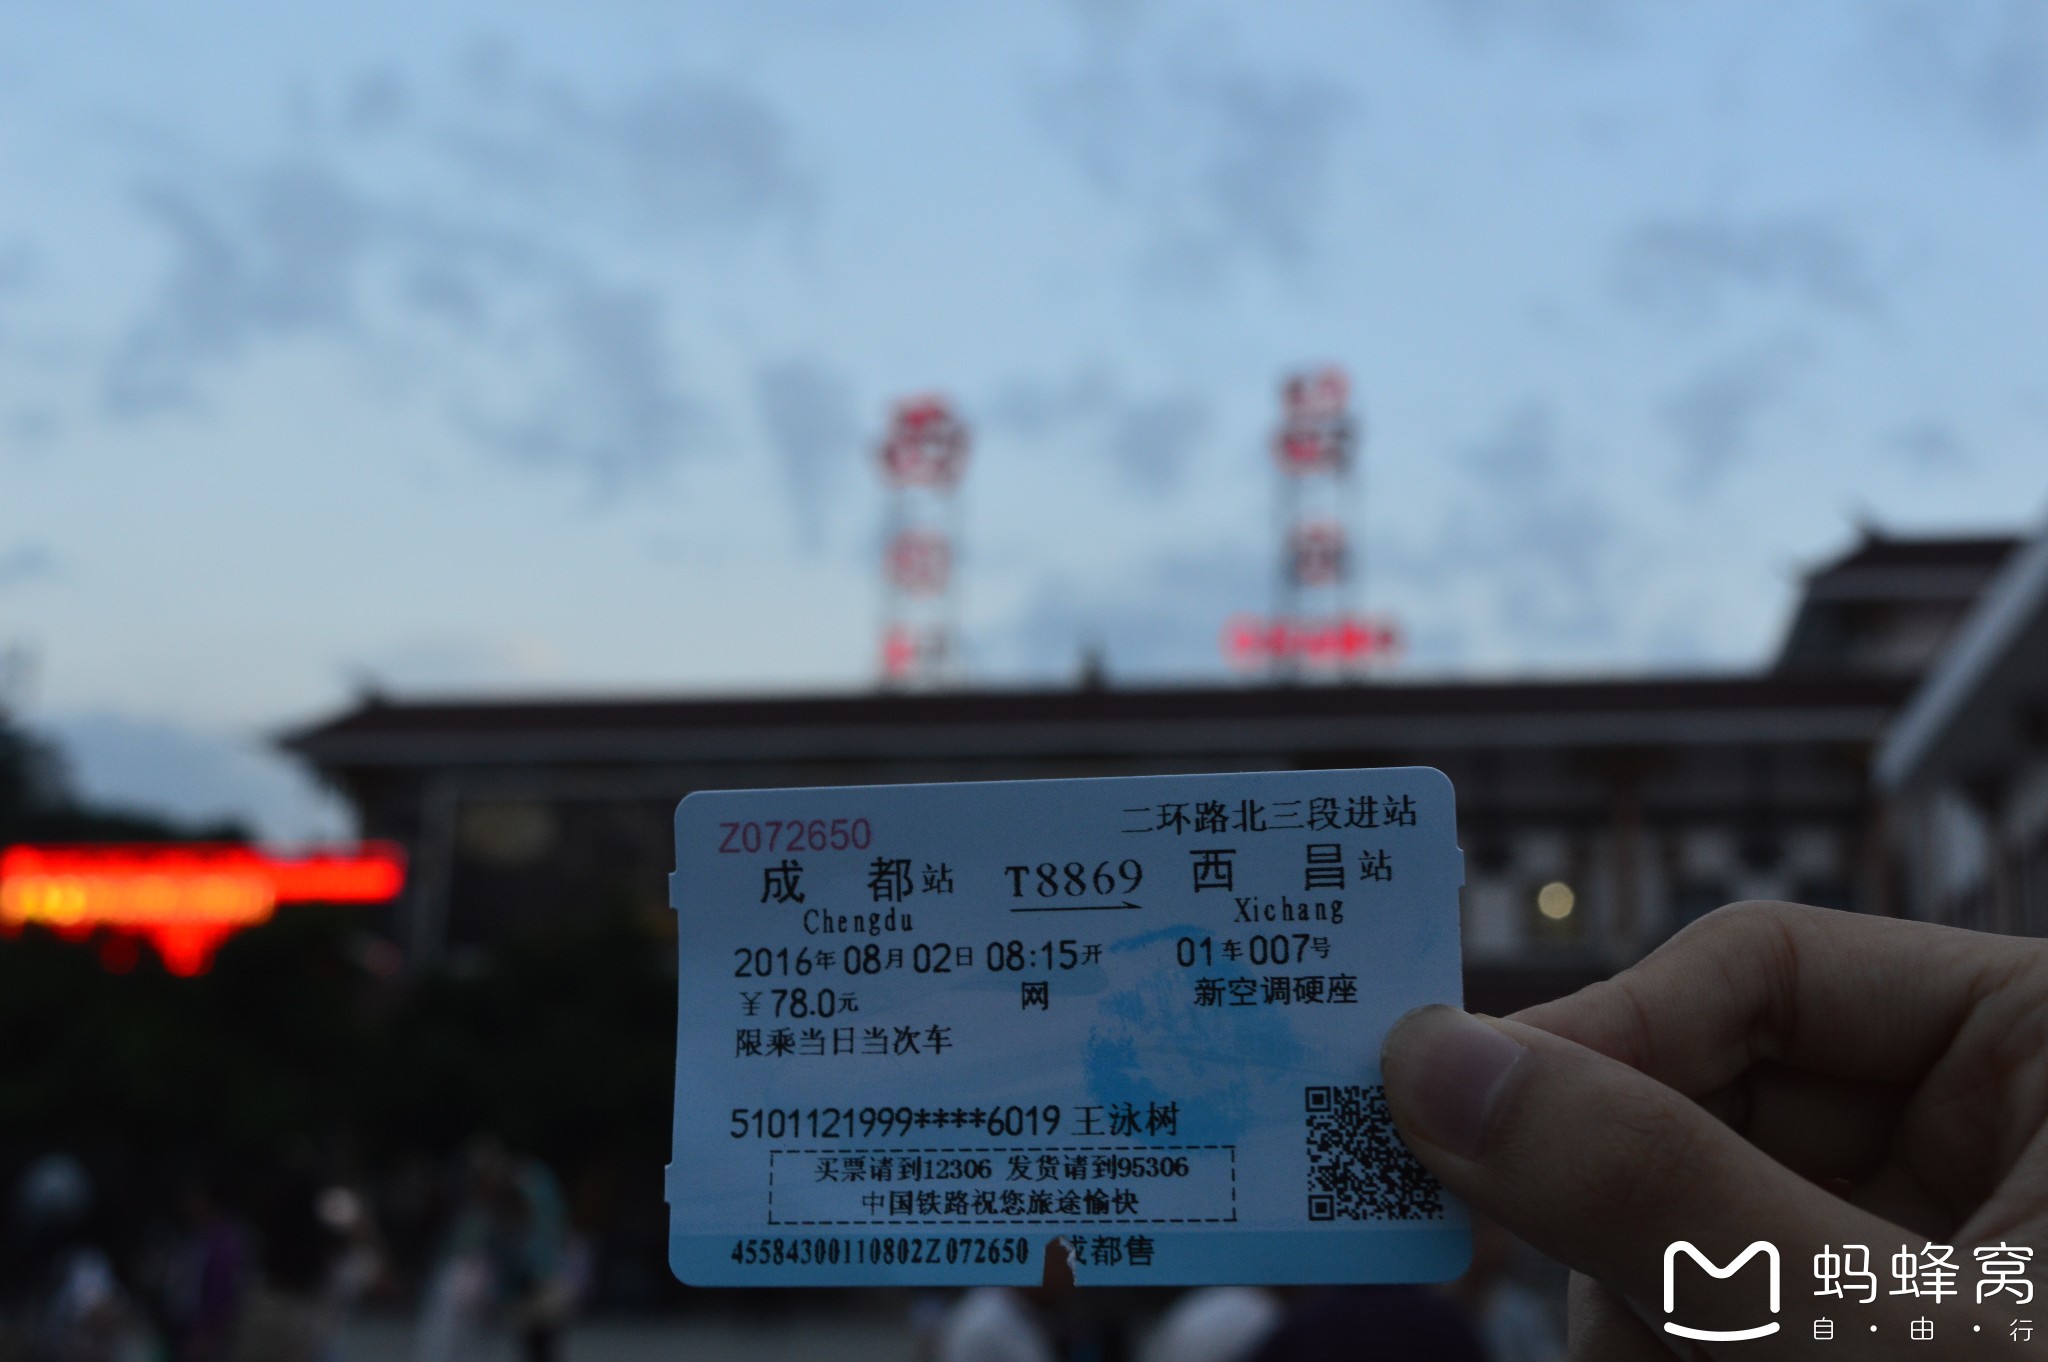 Z072650
二环路北三段进站
成都站 T8869 西昌站
Chengdu Xichang
2016年08月02日08:15开 01车007号
￥78.0元 网 新空调硬座
限乘当日当次车
5101121999****6019 王泳树
买票请到12306 发货请到95306
中国铁路祝您旅途愉快
45584300110802Z072650 成都售
蚂蜂窝
自·由·行